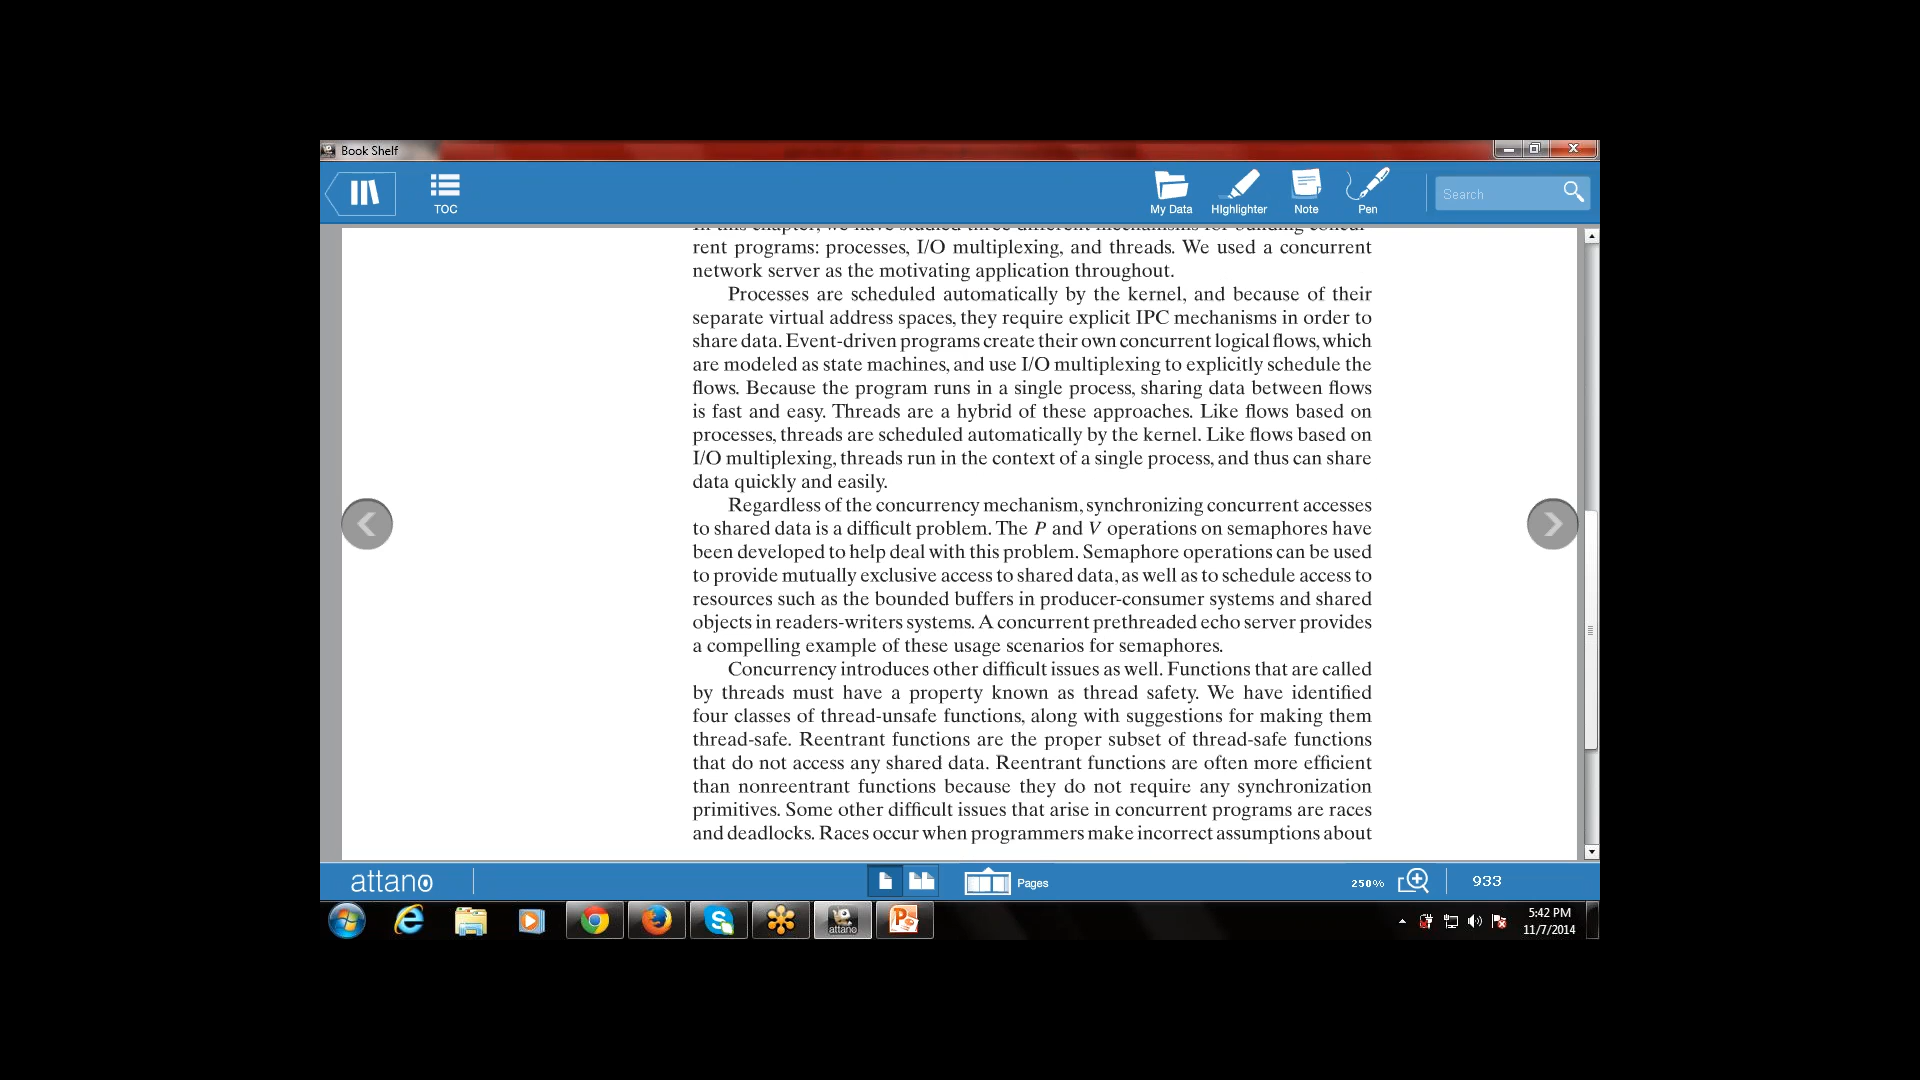 Book Shelf
TOC
My Data
HIghlighter
Note
Pen
Search
In this chapter, we have studied three different mechanisms for building concur-
rent programs: processes, I/O multiplexing, and threads. We used a concurrent
network server as the motivating application throughout.
Processes are scheduled automatically by the kernel, and because of their
separate virtual address spaces, they require explicit IPC mechanisms in order to
share data. Event-driven programs create their own concurrent logical flows, which
are modeled as state machines, and use I/O multiplexing to explicitly schedule the
flows. Because the program runs in a single process, sharing data between flows
is fast and easy. Threads are a hybrid of these approaches. Like flows based on
processes, threads are scheduled automatically by the kernel. Like flows based on
I/O multiplexing, threads run in the context of a single process, and thus can share
data quickly and easily.
Regardless of the concurrency mechanism, synchronizing concurrent accesses
to shared data is a difficult problem. The P and V operations on semaphores have
been developed to help deal with this problem. Semaphore operations can be used
to provide mutually exclusive access to shared data, as well as to schedule access to
resources such as the bounded buffers in producer-consumer systems and shared
objects in readers-writers systems. A concurrent prethreaded echo server provides
a compelling example of these usage scenarios for semaphores.
Concurrency introduces other difficult issues as well. Functions that are called
by threads must have a property known as thread safety. We have identified
four classes of thread-unsafe functions, along with suggestions for making them
thread-safe. Reentrant functions are the proper subset of thread-safe functions
that do not access any shared data. Reentrant functions are often more efficient
than nonreentrant functions because they do not require any synchronization
primitives. Some other difficult issues that arise in concurrent programs are races
and deadlocks. Races occur when programmers make incorrect assumptions about
attano
Pages
250%
933
attano
5:42 PM
11/7/2014